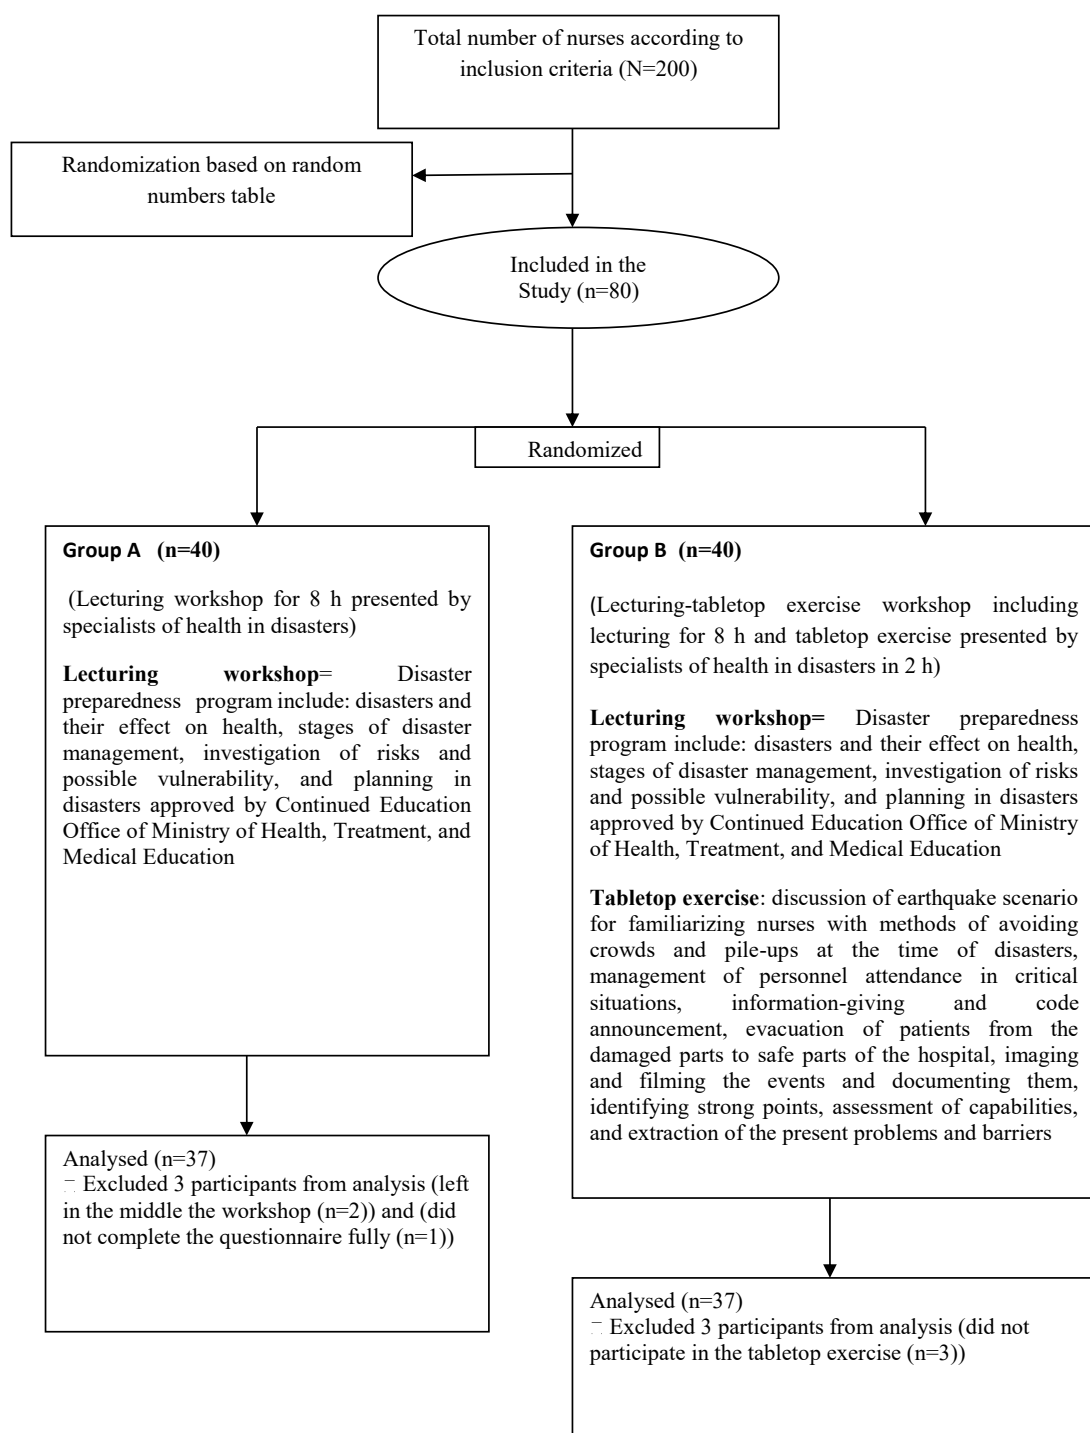 Total number of nurses according to
inclusion criteria (N=200)
Randomization based on random
numbers table
Included in the
Study (n=80)
Randomized
Group A (n=40)
(Lecturing workshop for 8 h presented by
specialists of health in disasters)
Lecturing workshop= Disaster
preparedness program include: disasters and
their effect on health, stages of disaster
management, investigation of risks and
possible vulnerability, and planning in
disasters approved by Continued Education
Office of Ministry of Health, Treatment, and
Medical Education
Group B (n=40)
(Lecturing-tabletop exercise workshop including
lecturing for 8 h and tabletop exercise presented by
specialists of health in disasters in 2 h)
Lecturing workshop= Disaster preparedness
program include: disasters and their effect on health,
stages of disaster management, investigation of risks
and possible vulnerability, and planning in disasters
approved by Continued Education Office of Ministry
of Health, Treatment, and Medical Education
Tabletop exercise: discussion of earthquake scenario
for familiarizing nurses with methods of avoiding
crowds and pile-ups at the time of disasters,
management of personnel attendance in critical
situations, information-giving and code
announcement, evacuation of patients from the
damaged parts to safe parts of the hospital, imaging
and filming the events and documenting them,
identifying strong points, assessment of capabilities,
and extraction of the present problems and barriers
Analysed (n=37)
Excluded 3 participants from analysis (left
in the middle the workshop (n=2)) and (did
not complete the questionnaire fully (n=1))
Analysed (n=37)
Excluded 3 participants from analysis (did not
participate in the tabletop exercise (n=3))